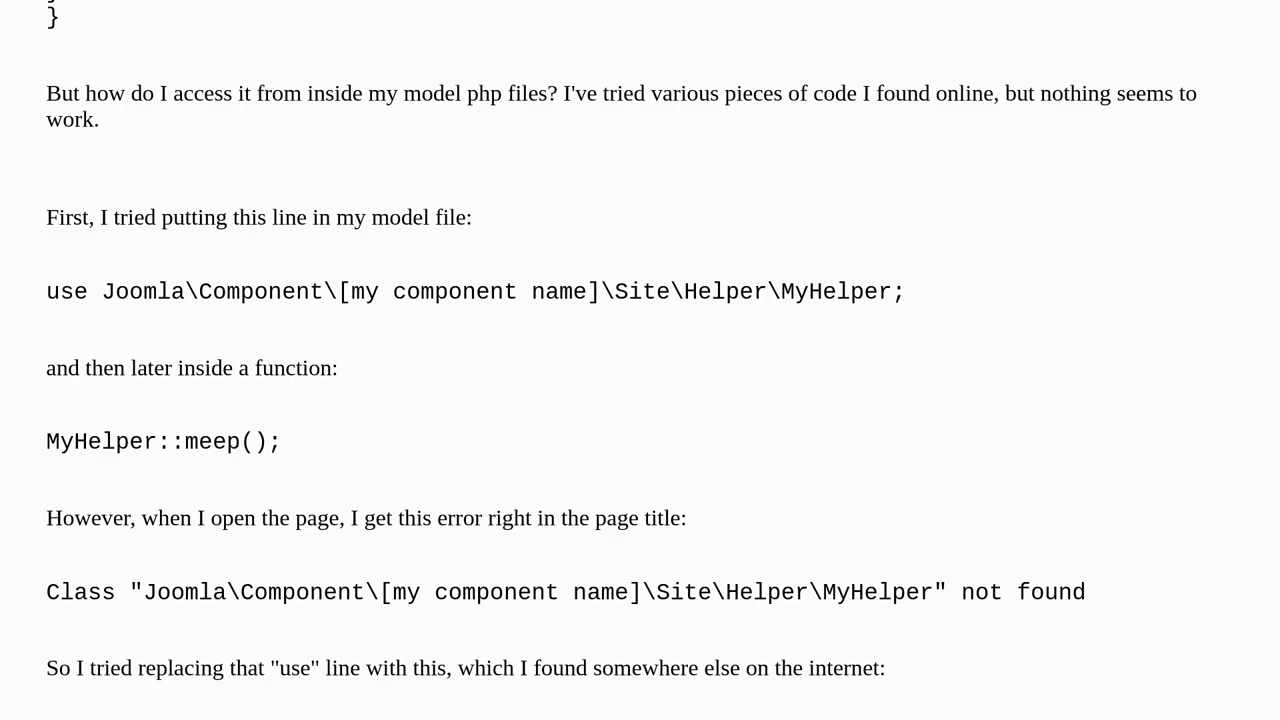 }
But how do I access it from inside my model php files? I've tried various pieces of code I found online, but nothing seems to
work.
First, I tried putting this line in my model file:
use Joomla\Component\[my component name]\Site\Helper\MyHelper;
and then later inside a function:
MyHelper::meep();
However, when I open the page, I get this error right in the page title:
Class "Joomla\Component\[my component name]\Site\Helper\MyHelper" not found
So I tried replacing that "use" line with this, which I found somewhere else on the internet: